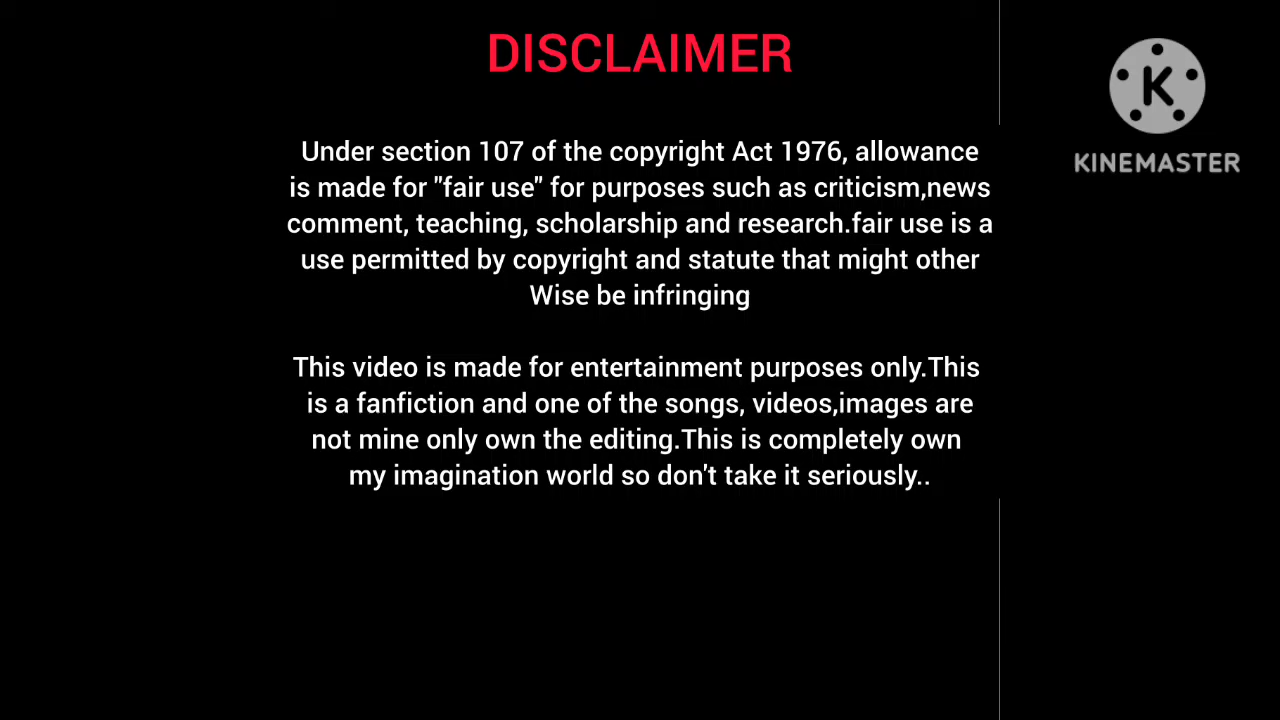 DISCLAIMER
K
KINEMASTER
Under section 107 of the copyright Act 1976, allowance
is made for "fair use" for purposes such as criticism,news
comment, teaching, scholarship and research.fair use is a
use permitted by copyright and statute that might other
Wise be infringing
This video is made for entertainment purposes only.This
is a fanfiction and one of the songs, videos,images are
not mine only own the editing.This is completely own
my imagination world so don't take it seriously..